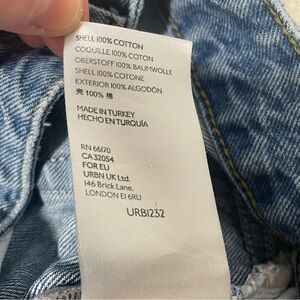 SHELL 100% COTTON
COQUILLE 100% COTON
OBERSTOFF 100% BAUMWOLLE
SHELL 100% COTONE
EXTERIOR 100% ALGODÓN
売 100% 棉
MADE IN TURKEY
HECHO EN TURQUÍA
RN 66170
CA 32054
FOR EU
URBN UK Ltd.
146 Brick Lane,
LONDON E1 6RU
URB1232